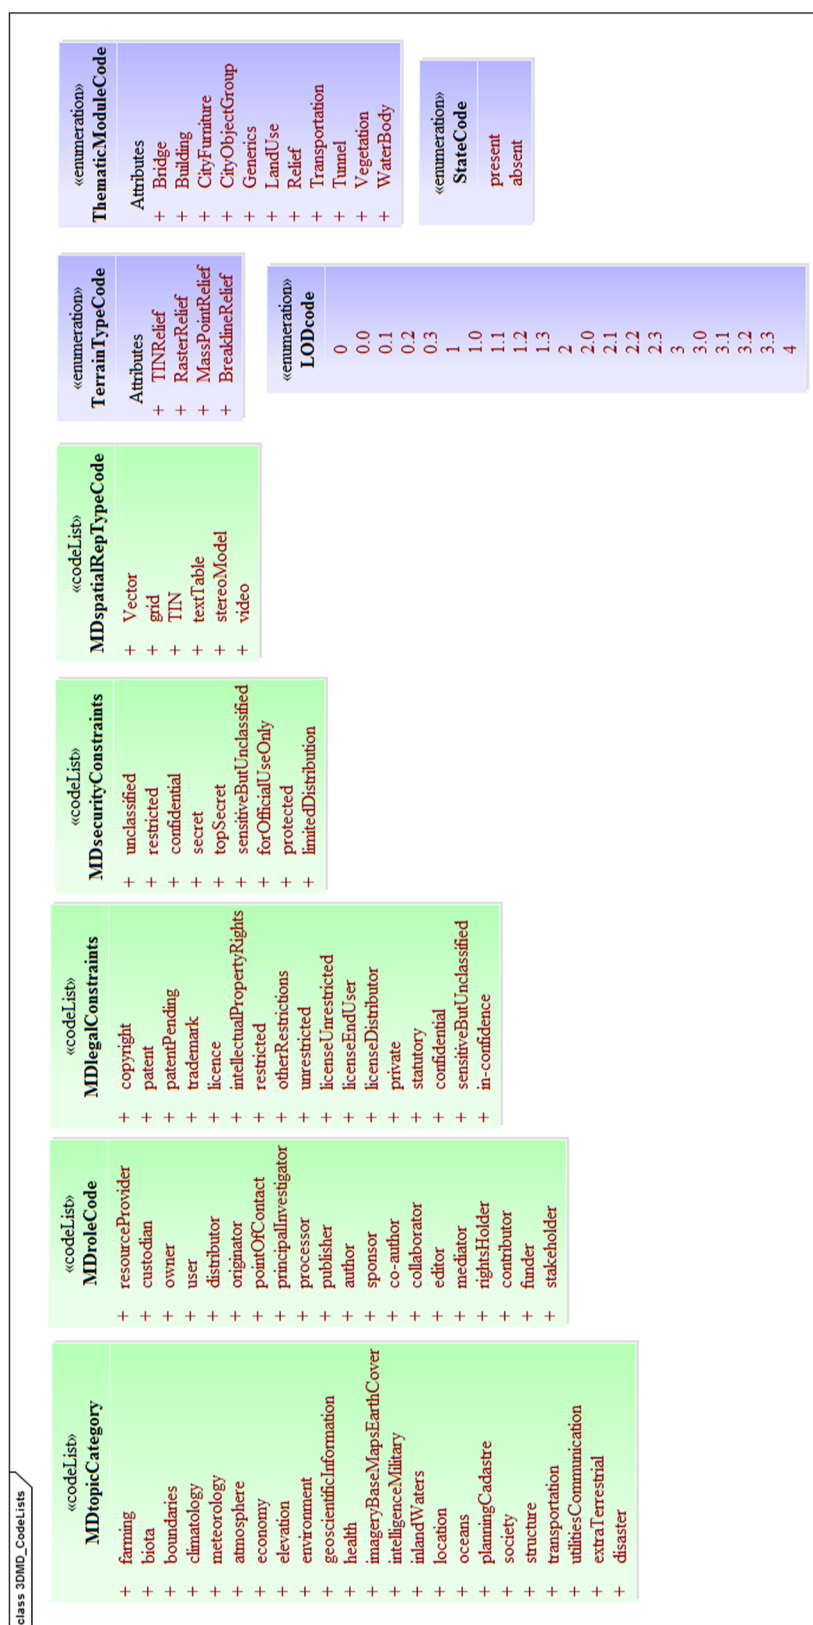 class 3DMD_CodeLists
«codeList»
MDtopicCategory
+ farming
+ biota
+ boundaries
+ climatology
+ meteorology
+ atmosphere
+ economy
+ elevation
+ environment
+ geoscientificInformation
+ health
+ imageryBaseMapsEarthCover
+ intelligenceMilitary
+ inlandWaters
+ location
+ oceans
+ planningCadastre
+ society
+ structure
+ transportation
+ utilitiesCommunication
+ extraTerrestrial
+ disaster
«codeList»
MDroleCode
+ resourceProvider
+ custodian
+ owner
+ user
+ distributor
+ originator
+ pointOfContact
+ principalInvestigator
+ processor
+ publisher
+ author
+ sponsor
+ co-author
+ collaborator
+ editor
+ mediator
+ rightsHolder
+ contributor
+ funder
+ stakeholder
«codeList»
MDlegalConstraints
+ copyright
+ patent
+ patentPending
+ trademark
+ licence
+ intellectualPropertyRights
+ restricted
+ otherRestrictions
+ unrestricted
+ licenseUnrestricted
+ licenseEndUser
+ licenseDistributor
+ private
+ statutory
+ confidential
+ sensitiveButUnclassified
+ in-confidence
«codeList»
MDsecurityConstraints
+ unclassified
+ restricted
+ confidential
+ secret
+ topSecret
+ sensitiveButUnclassified
+ forOfficialUseOnly
+ protected
+ limitedDistribution
«codeList»
MDspatialRepTypeCode
+ Vector
+ grid
+ TIN
+ textTable
+ stereoModel
+ video
«enumeration»
TerrainTypeCode
Attributes
+ TINRelief
+ RasterRelief
+ MassPointRelief
+ BreaklineRelief
«enumeration»
LODcode
0
0.0
0.1
0.2
0.3
1
1.0
1.1
1.2
1.3
2
2.0
2.1
2.2
2.3
3
3.0
3.1
3.2
3.3
4
«enumeration»
ThematicModuleCode
Attributes
+ Bridge
+ Building
+ CityFurniture
+ CityObjectGroup
+ Generics
+ LandUse
+ Relief
+ Transportation
+ Tunnel
+ Vegetation
+ WaterBody
«enumeration»
StateCode
present
absent